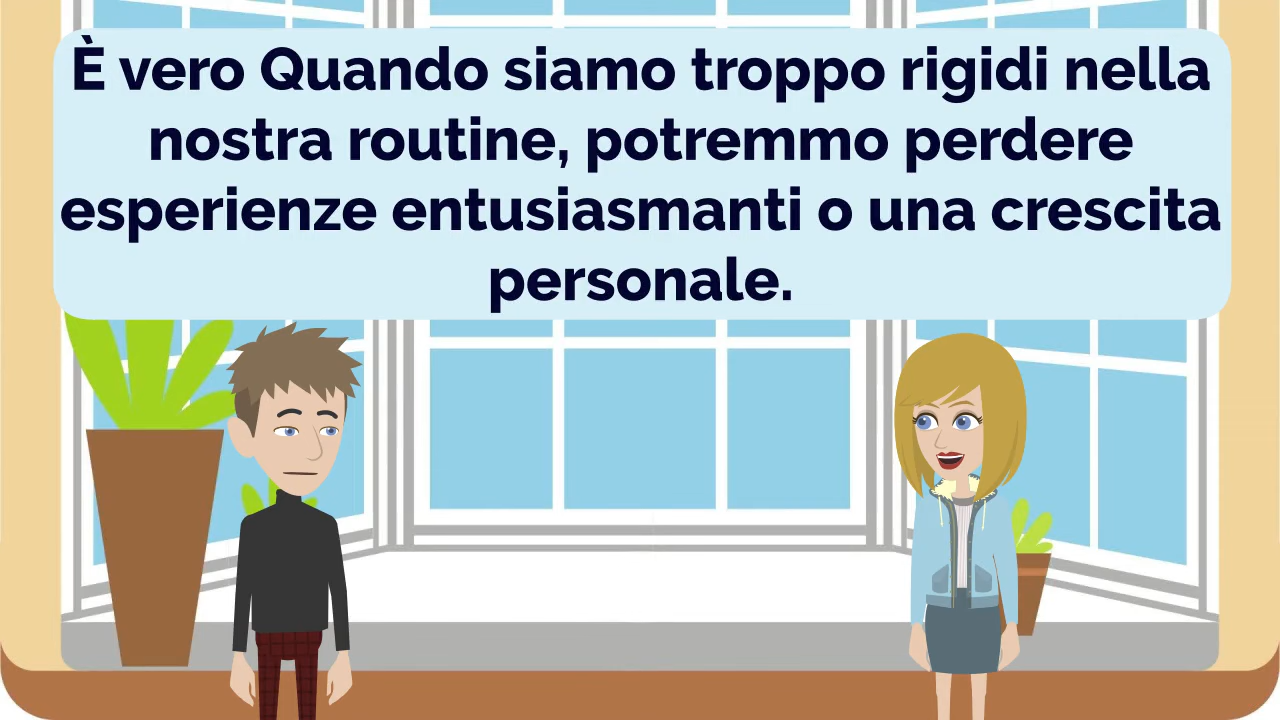 È vero Quando siamo troppo rigidi nella
nostra routine, potremmo perdere
esperienze entusiasmanti o una crescita
personale.